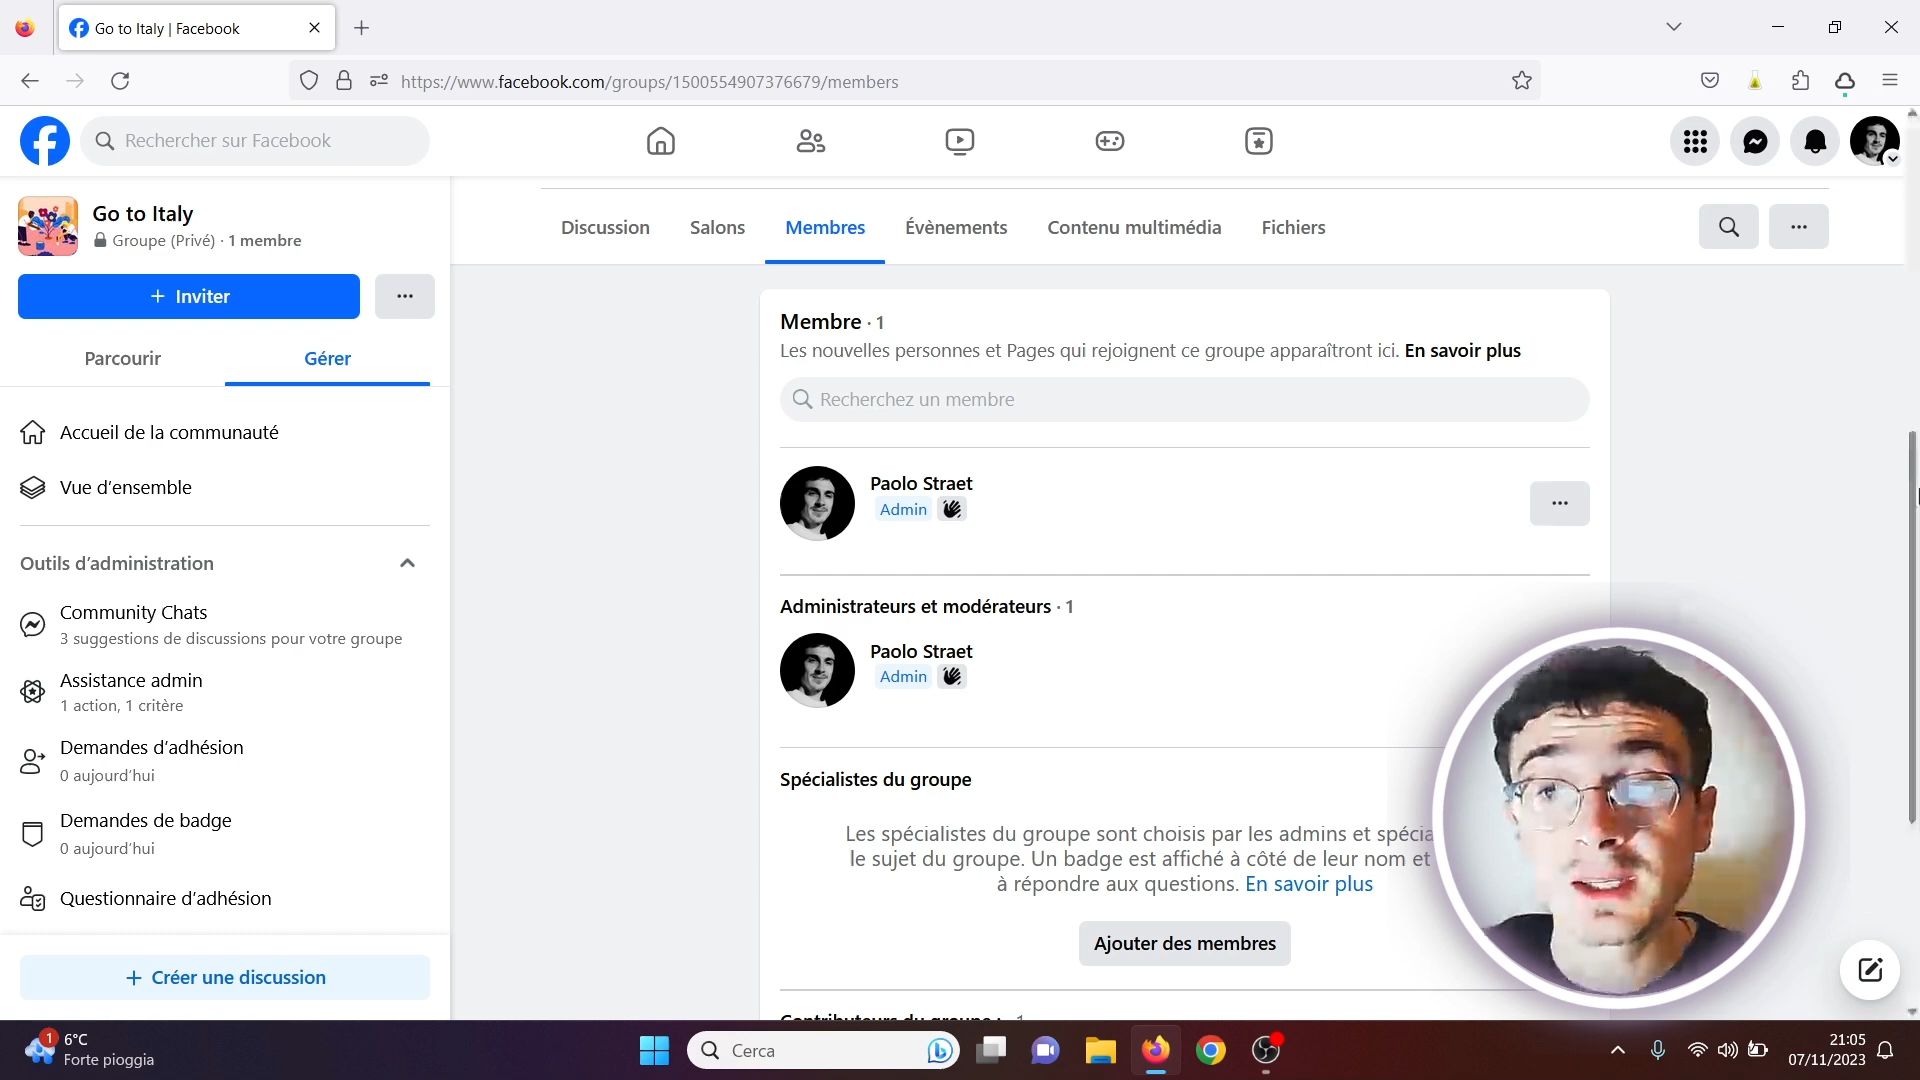 Go to Italy | Facebook
https://www.facebook.com/groups/1500554907376679/members
Rechercher sur Facebook
Go to Italy
Groupe (Privé) · 1 membre
+ Inviter
Parcourir
Gérer
Accueil de la communauté
Vue d’ensemble
Outils d’administration
Community Chats
3 suggestions de discussions pour votre groupe
Assistance admin
1 action, 1 critère
Demandes d’adhésion
0 aujourd’hui
Demandes de badge
0 aujourd’hui
Questionnaire d’adhésion
+ Créer une discussion
Discussion
Salons
Membres
Évènements
Contenu multimédia
Fichiers
Membre · 1
Les nouvelles personnes et Pages qui rejoignent ce groupe apparaîtront ici. En savoir plus
Recherchez un membre
Paolo Straet
Admin
Administrateurs et modérateurs · 1
Paolo Straet
Admin
Spécialistes du groupe
Les spécialistes du groupe sont choisis par les admins et spécia
le sujet du groupe. Un badge est affiché à côté de leur nom et
à répondre aux questions. En savoir plus
Ajouter des membres
Contributeurs du groupe · 1
1
6°C
Forte pioggia
Cerca
21:05
07/11/2023